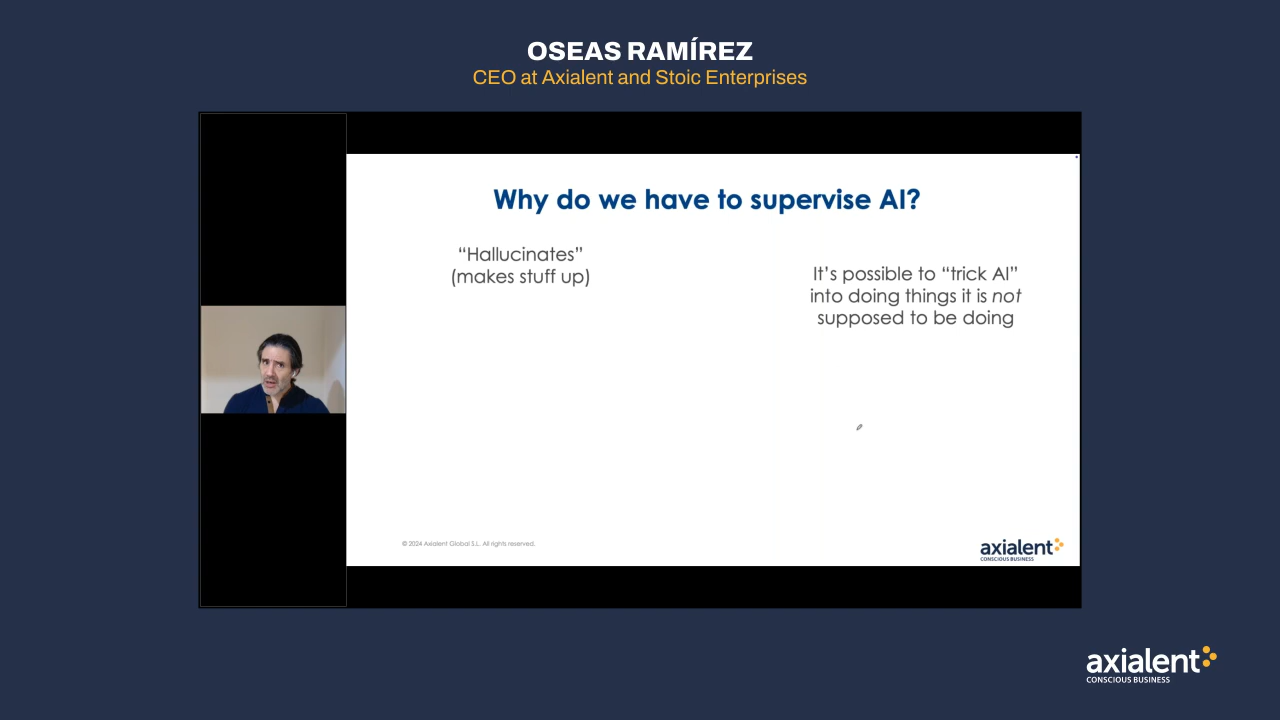 OSEAS RAMÍREZ
CEO at Axialent and Stoic Enterprises
Why do we have to supervise AI?
“Hallucinates”
(makes stuff up)
It’s possible to “trick AI”
into doing things it is not
supposed to be doing
© 2024 Axialent Global S.L. All rights reserved.
axialent
CONSCIOUS BUSINESS
axialent
CONSCIOUS BUSINESS